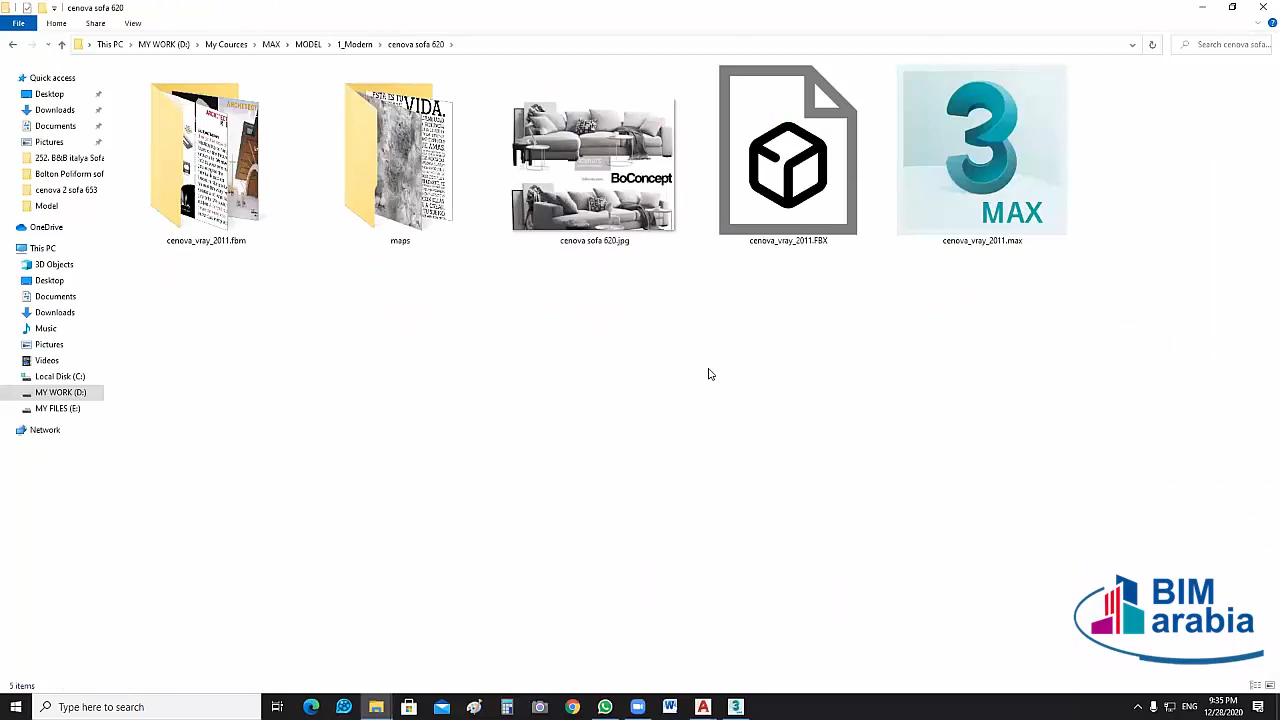 cenova sofa 620
File Home Share View
This PC MY WORK (D:) My Cources MAX MODEL 1_Modern cenova sofa 620
Search cenova sofa...
Quick access
Desktop
Downloads
Documents
Pictures
252. B&B italya Sofa
Bolton Poliform sof
cenova 2 sofa 653
Model
OneDrive
This PC
3D Objects
Desktop
Documents
Downloads
Music
Pictures
Videos
Local Disk (C:)
MY WORK (D:)
MY FILES (E:)
Network
ARCHITECT
VIDA.
BoConcept
3
MAX
cenova_vray_2011.fbm
maps
cenova sofa 620.jpg
cenova_vray_2011.FBX
cenova_vray_2011.max
BIM
arabia
5 items
Type here to search
ENG
9:35 PM
12/28/2020